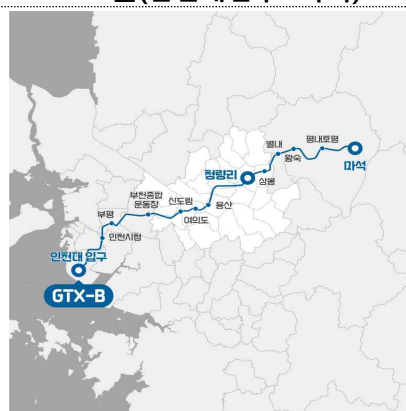 별내
평내호평
왕숙
마석
청량리
상봉
부천종합
운동장
신도림
용산
여의도
부평
인천시청
인천대 입구
GTX-B